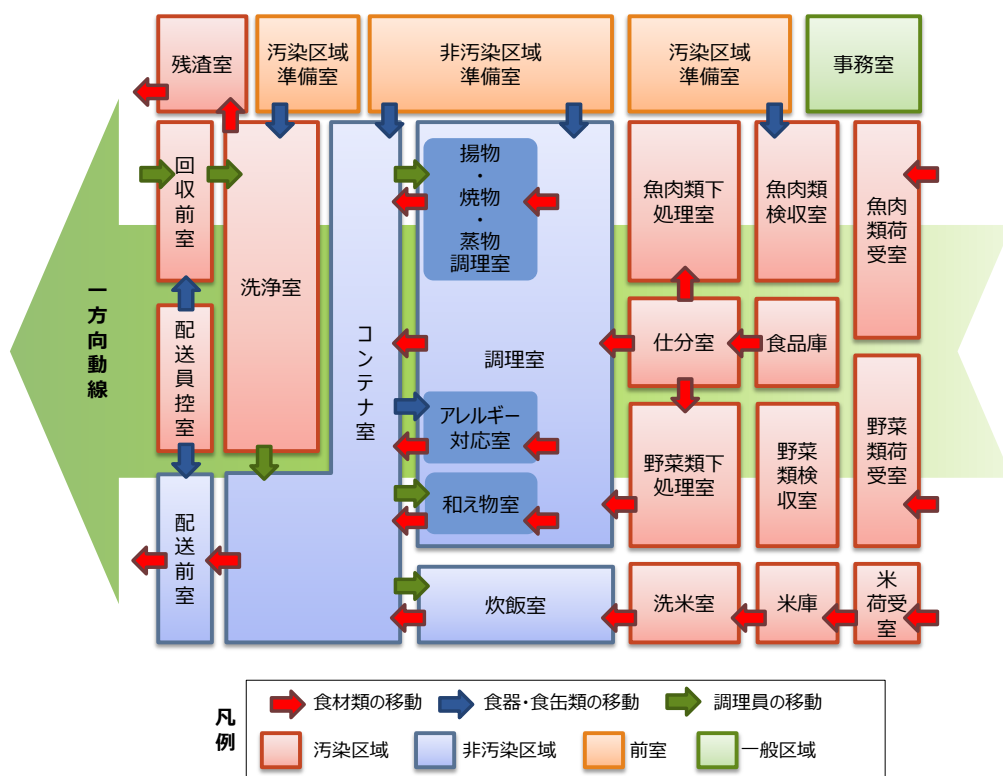 残渣室
汚染区域
準備室
非汚染区域
準備室
汚染区域
準備室
事務室
回収前室
洗浄室
配送員控室
配送前室
コンテナ室
揚物
・
焼物
・
蒸物
調理室
調理室
アレルギー
対応室
和え物室
炊飯室
魚肉類下
処理室
魚肉類
検収室
魚肉
類荷
受室
仕分室
食品庫
野菜類下
処理室
野菜
類検
収室
野菜
類荷
受室
洗米室
米庫
米
荷受
室
一方向動線
凡例
食材類の移動
食器・食缶類の移動
調理員の移動
汚染区域
非汚染区域
前室
一般区域